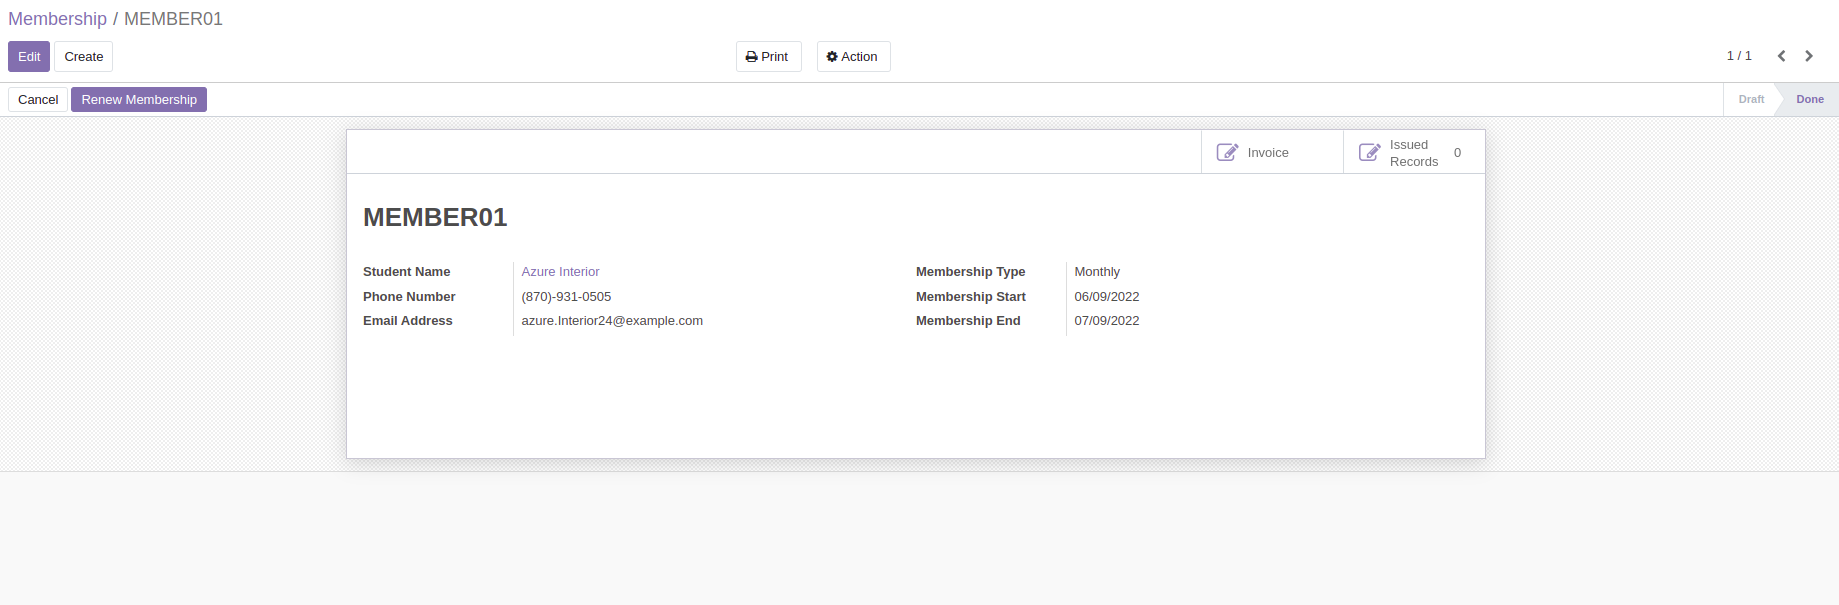 Membership / MEMBER01
Edit Create Print Action 1 / 1
Cancel Renew Membership Draft Done
Invoice Issued Records 0
MEMBER01
Student Name Azure Interior
Phone Number (870)-931-0505
Email Address azure.Interior24@example.com
Membership Type Monthly
Membership Start 06/09/2022
Membership End 07/09/2022